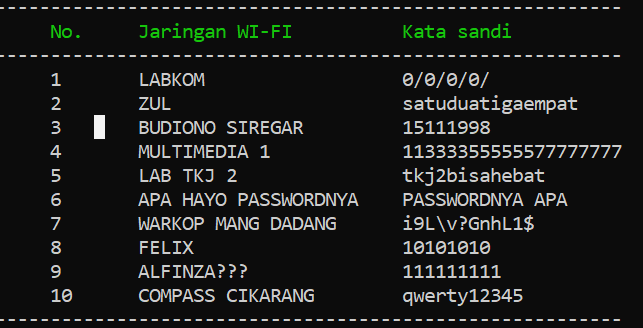 No. Jaringan WI-FI Kata sandi
1 LABKOM 0/0/0/0/
2 ZUL satuduatigaempat
3 BUDIONO SIREGAR 15111998
4 MULTIMEDIA 1 11333355555577777777
5 LAB TKJ 2 tkj2bisahebat
6 APA HAYO PASSWORDNYA PASSWORDNYA APA
7 WARKOP MANG DADANG i9L\v?GnhL1$
8 FELIX 10101010
9 ALFINZA??? 111111111
10 COMPASS CIKARANG qwerty12345